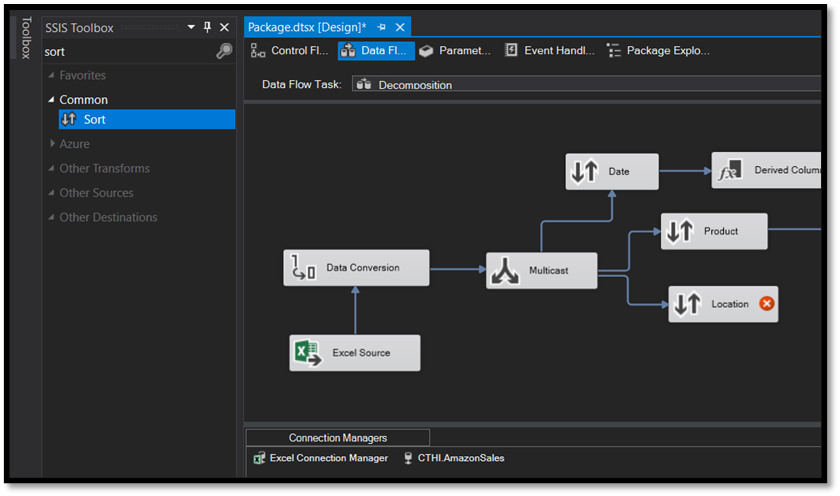 Toolbox
SSIS Toolbox
sort
Favorites
Common
Sort
Azure
Other Transforms
Other Sources
Other Destinations
Package.dtsx [Design]*
Control Fl... Data Fl... Paramet... Event Handl... Package Explo...
Data Flow Task: Decomposition
Date
Derived Colum
Product
Data Conversion
Multicast
Location
Excel Source
Connection Managers
Excel Connection Manager CTHI.AmazonSales